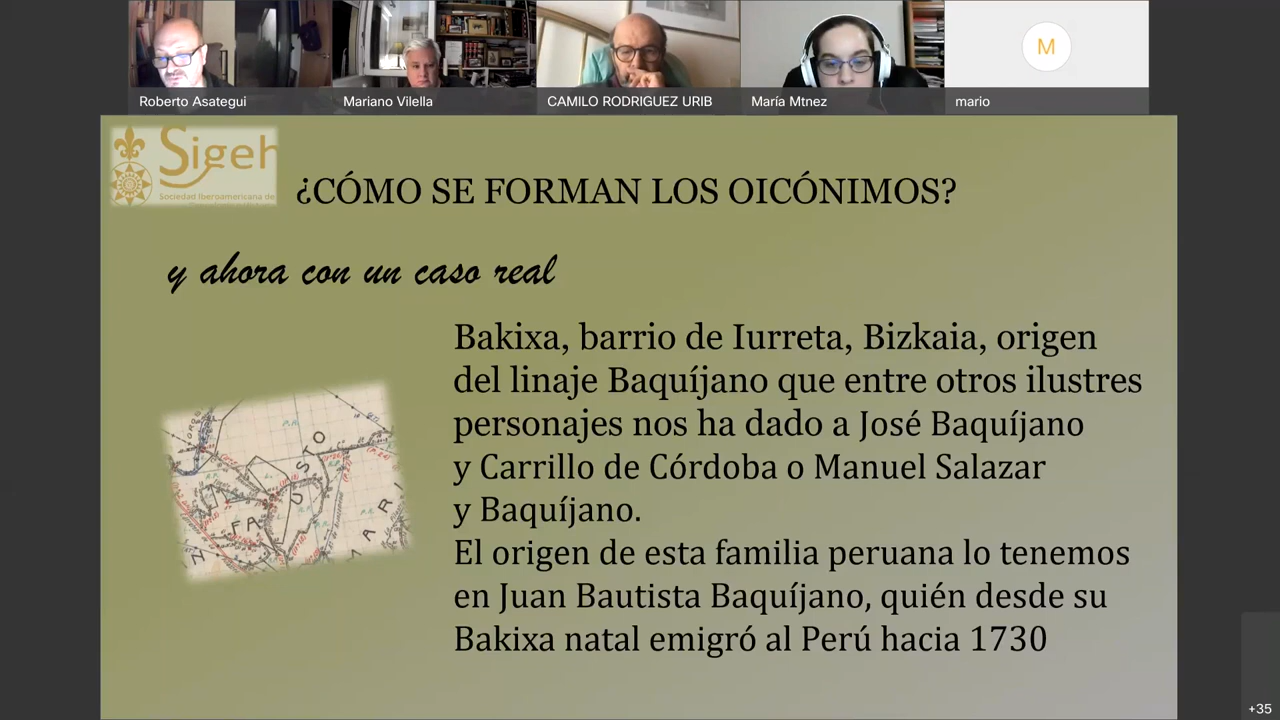 Roberto Asategui
Mariano Vilella
CAMILO RODRIGUEZ URIB
María Mtnez
M
mario
Sigeh
Sociedad Iberoamericana de
¿CÓMO SE FORMAN LOS OICÓNIMOS?
y ahora con un caso real
Bakixa, barrio de Iurreta, Bizkaia, origen
del linaje Baquíjano que entre otros ilustres
personajes nos ha dado a José Baquíjano
y Carrillo de Córdoba o Manuel Salazar
y Baquíjano.
El origen de esta familia peruana lo tenemos
en Juan Bautista Baquíjano, quién desde su
Bakixa natal emigró al Perú hacia 1730
+35